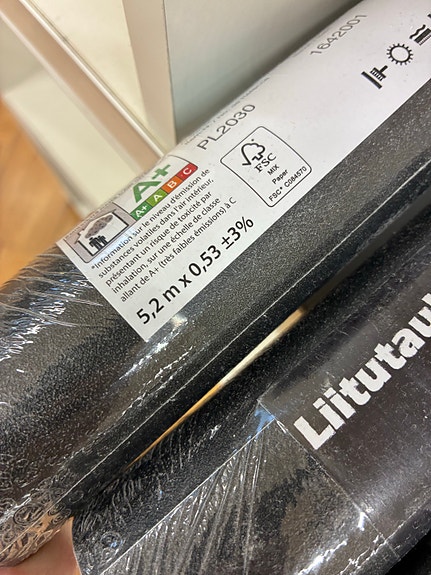 1642001
PL2030
A+
A+ A B C
*Information sur le niveau d'émission de
substances volatiles dans l'air intérieur,
présentant un risque de toxicité par
inhalation, sur une échelle de classe
allant de A+ (très faibles émissions) à C
5,2 m x 0,53 ±3%
FSC
MIX
Paper
FSC® C084570
Liitutaul